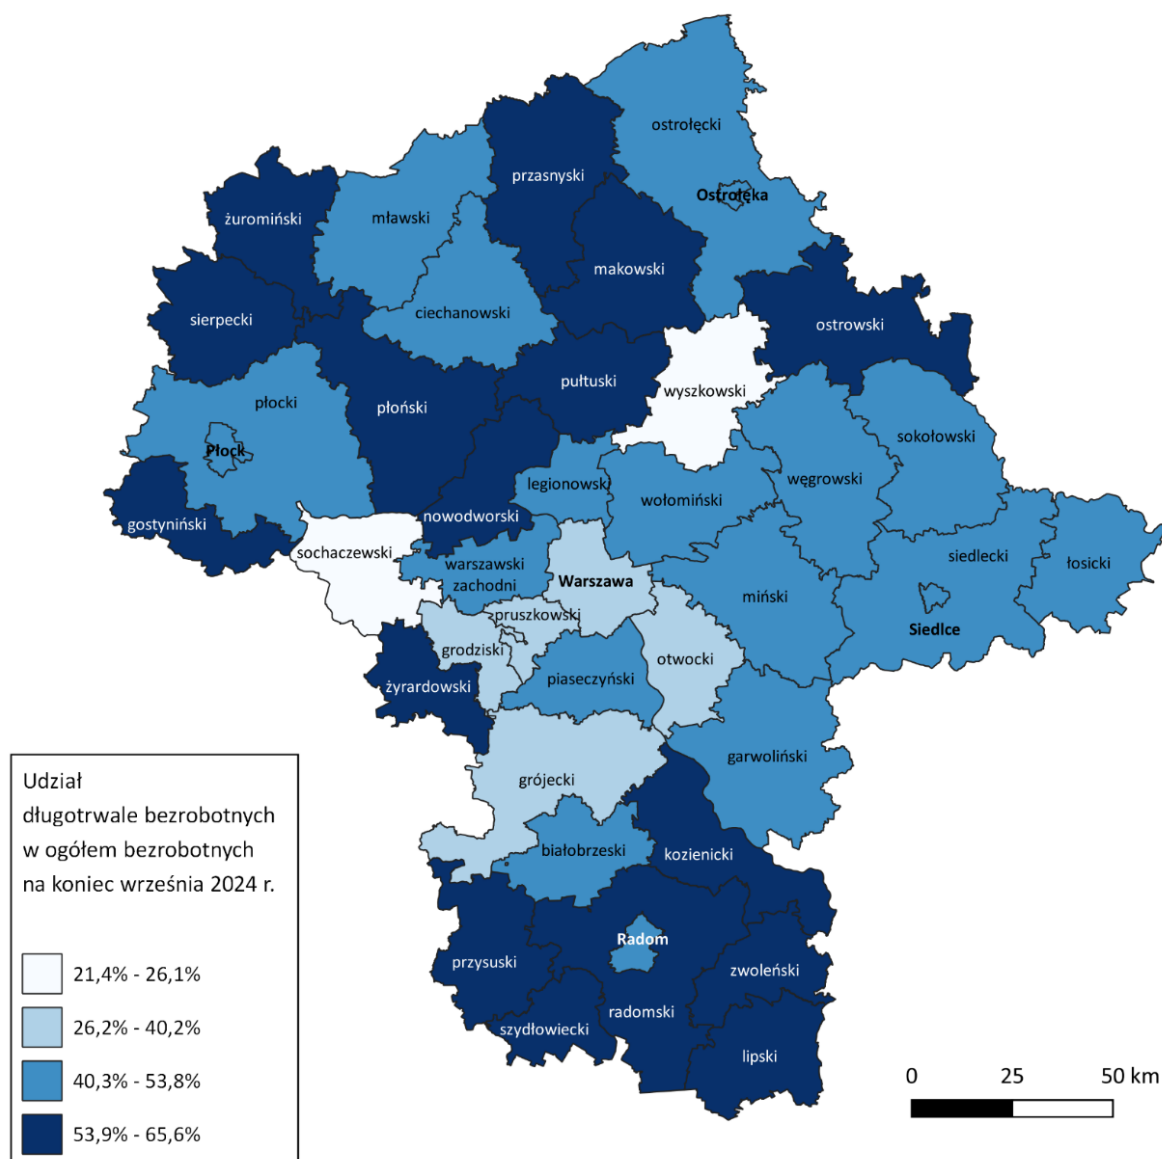 ostrołęcki
przasnyski
Ostrołęka
żuromiński
mławski
makowski
ciechanowski
sierpecki
ostrowski
pułtuski
wyszkowski
płocki
płoński
sokołowski
Płock
węgrowski
legionowski
wołomiński
gostyniński
nowodworski
sochaczewski
siedlecki
warszawski
zachodni
łosicki
Warszawa
miński
pruszkowski
Siedlce
grodziski
otwocki
żyrardowski
piaseczyński
garwoliński
grójecki
białobrzeski
kozienicki
Radom
przysuski
zwoleński
radomski
szydłowiecki
lipski
Udział
długotrwale bezrobotnych
w ogółem bezrobotnych
na koniec września 2024 r.
21,4% - 26,1%
26,2% - 40,2%
40,3% - 53,8%
53,9% - 65,6%
0 25 50 km